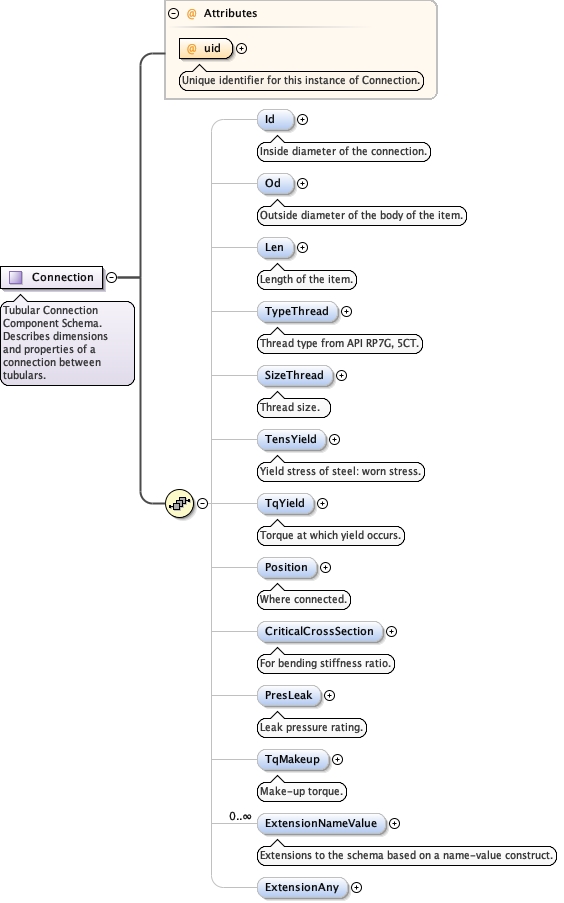 @ Attributes
@ uid
Unique identifier for this instance of Connection.
Connection
Tubular Connection
Component Schema.
Describes dimensions
and properties of a
connection between
tubulars.
Id
Inside diameter of the connection.
Od
Outside diameter of the body of the item.
Len
Length of the item.
TypeThread
Thread type from API RP7G, 5CT.
SizeThread
Thread size.
TensYield
Yield stress of steel: worn stress.
TqYield
Torque at which yield occurs.
Position
Where connected.
CriticalCrossSection
For bending stiffness ratio.
PresLeak
Leak pressure rating.
TqMakeup
Make-up torque.
0..∞
ExtensionNameValue
Extensions to the schema based on a name-value construct.
ExtensionAny